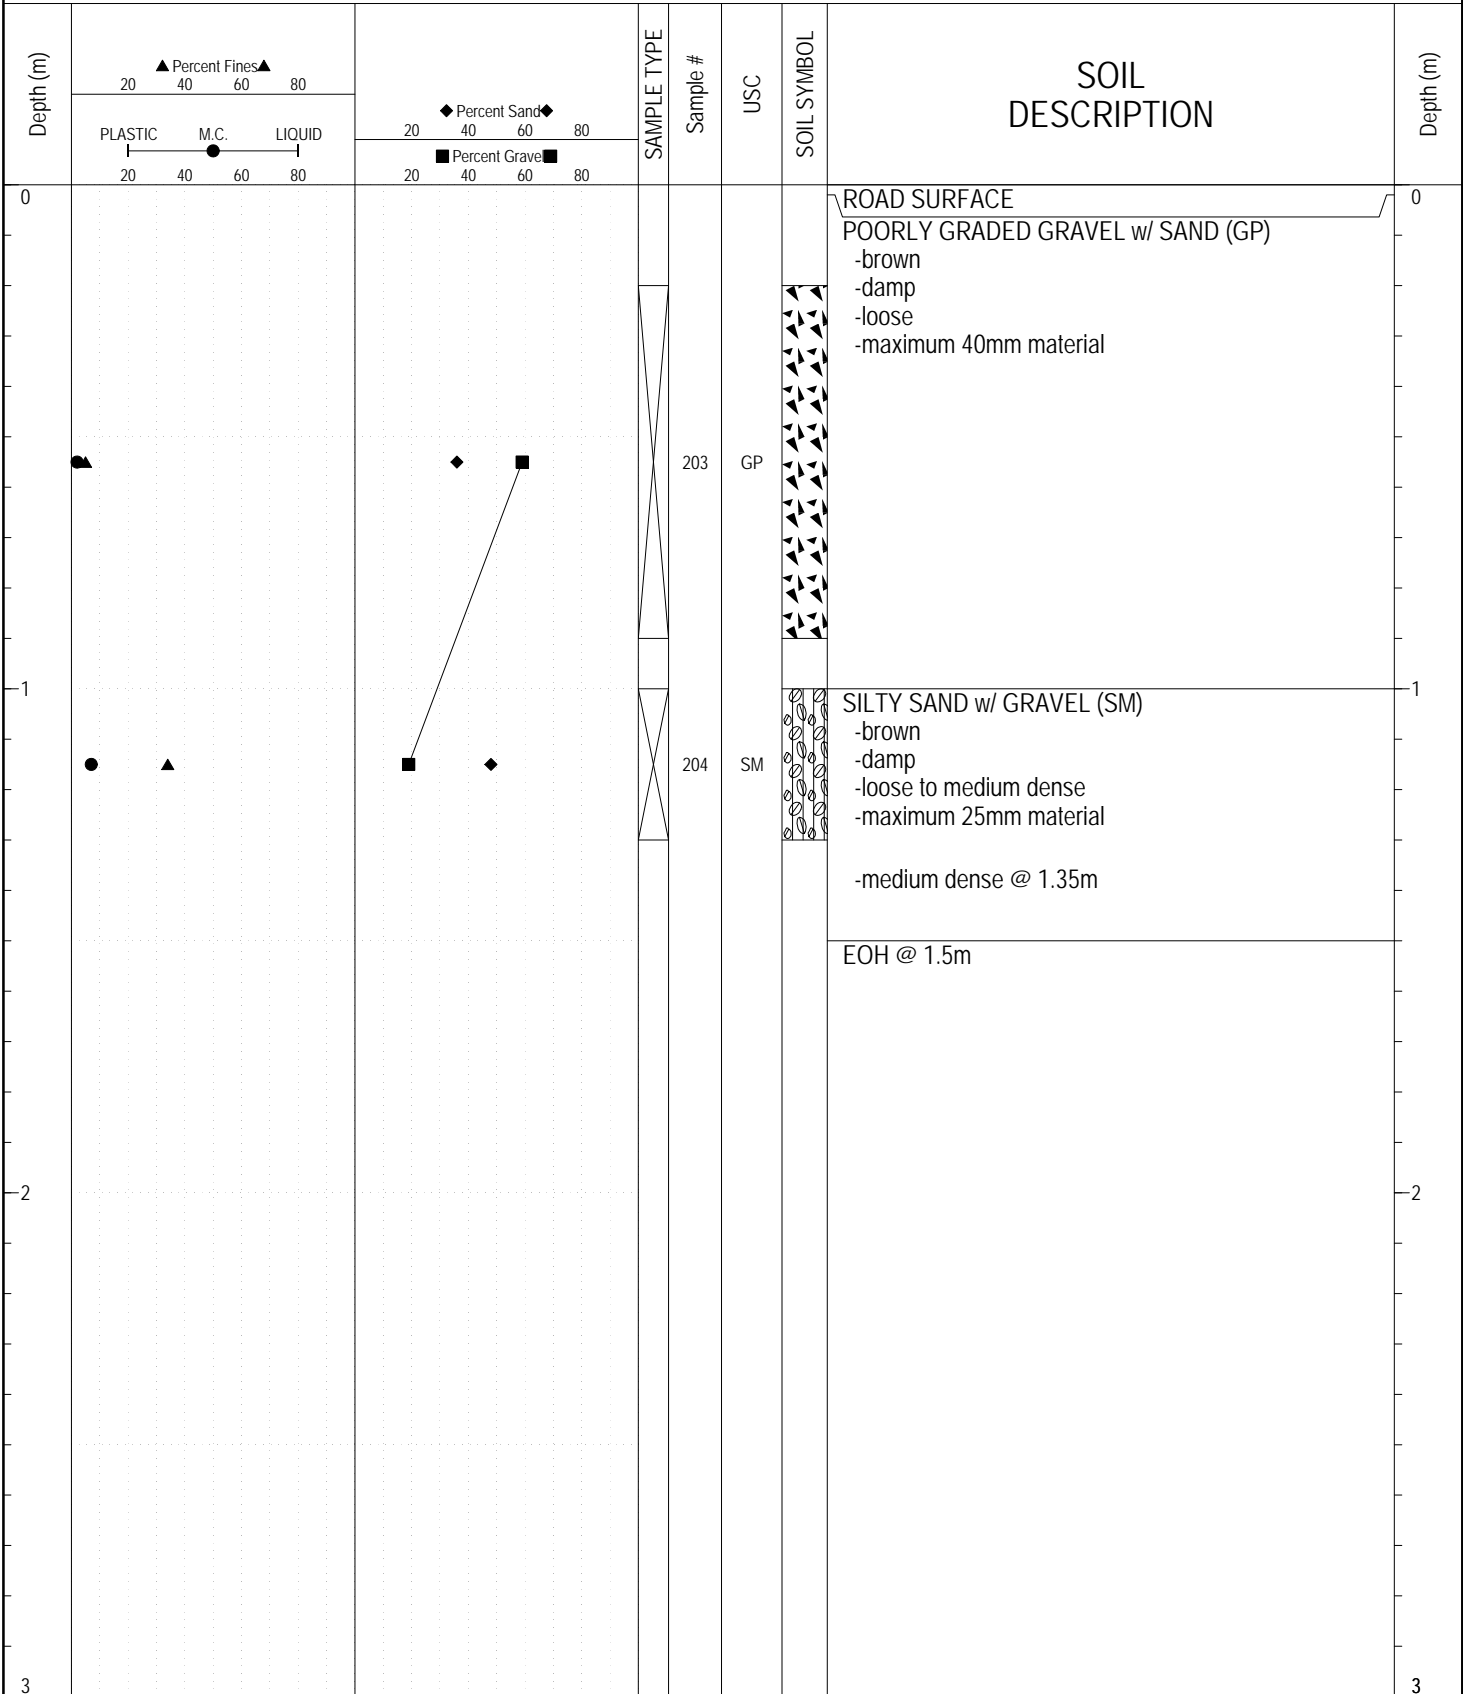 Depth (m)
▲ Percent Fines ▲
20 40 60 80
PLASTIC M.C. LIQUID
20 40 60 80
◆ Percent Sand ◆
20 40 60 80
■ Percent Gravel ■
20 40 60 80
SAMPLE TYPE
Sample #
USC
SOIL SYMBOL
SOIL
DESCRIPTION
Depth (m)
0
ROAD SURFACE
0
POORLY GRADED GRAVEL w/ SAND (GP)
-brown
-damp
-loose
-maximum 40mm material
203 GP
1
SILTY SAND w/ GRAVEL (SM)
1
-brown
-damp
204 SM
-loose to medium dense
-maximum 25mm material
-medium dense @ 1.35m
EOH @ 1.5m
2
2
3
3